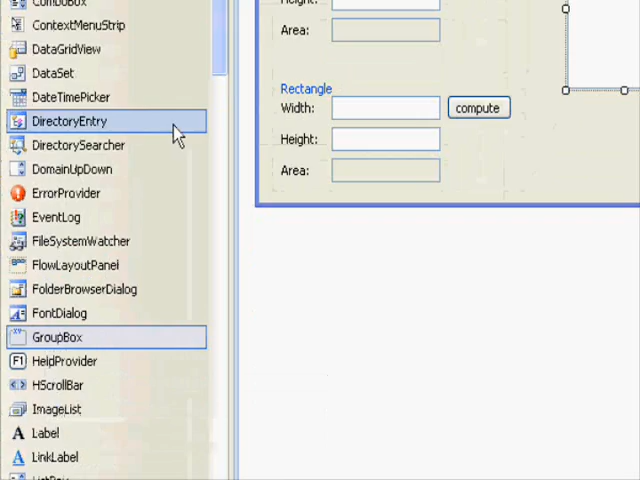 ComboBox
ContextMenuStrip
DataGridView
DataSet
DateTimePicker
DirectoryEntry
DirectorySearcher
DomainUpDown
ErrorProvider
EventLog
FileSystemWatcher
FlowLayoutPanel
FolderBrowserDialog
FontDialog
GroupBox
HelpProvider
HScrollBar
ImageList
Label
LinkLabel
Height:
Area:
Rectangle
Width:
compute
Height:
Area: